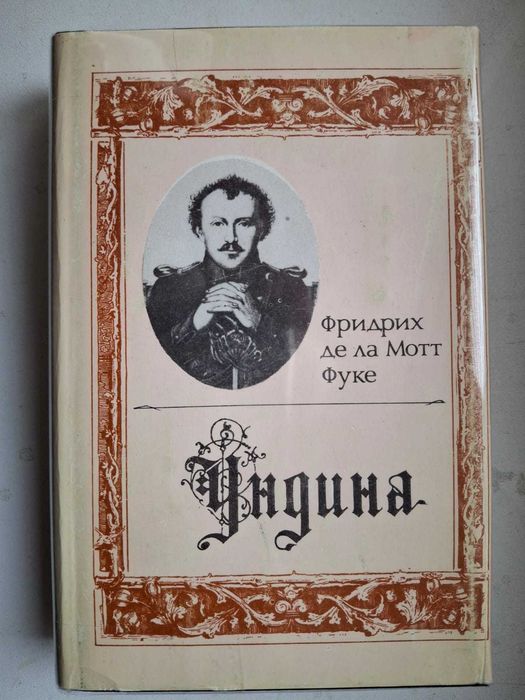 Фридрих
де ла Мотт
Фуке
Ундина